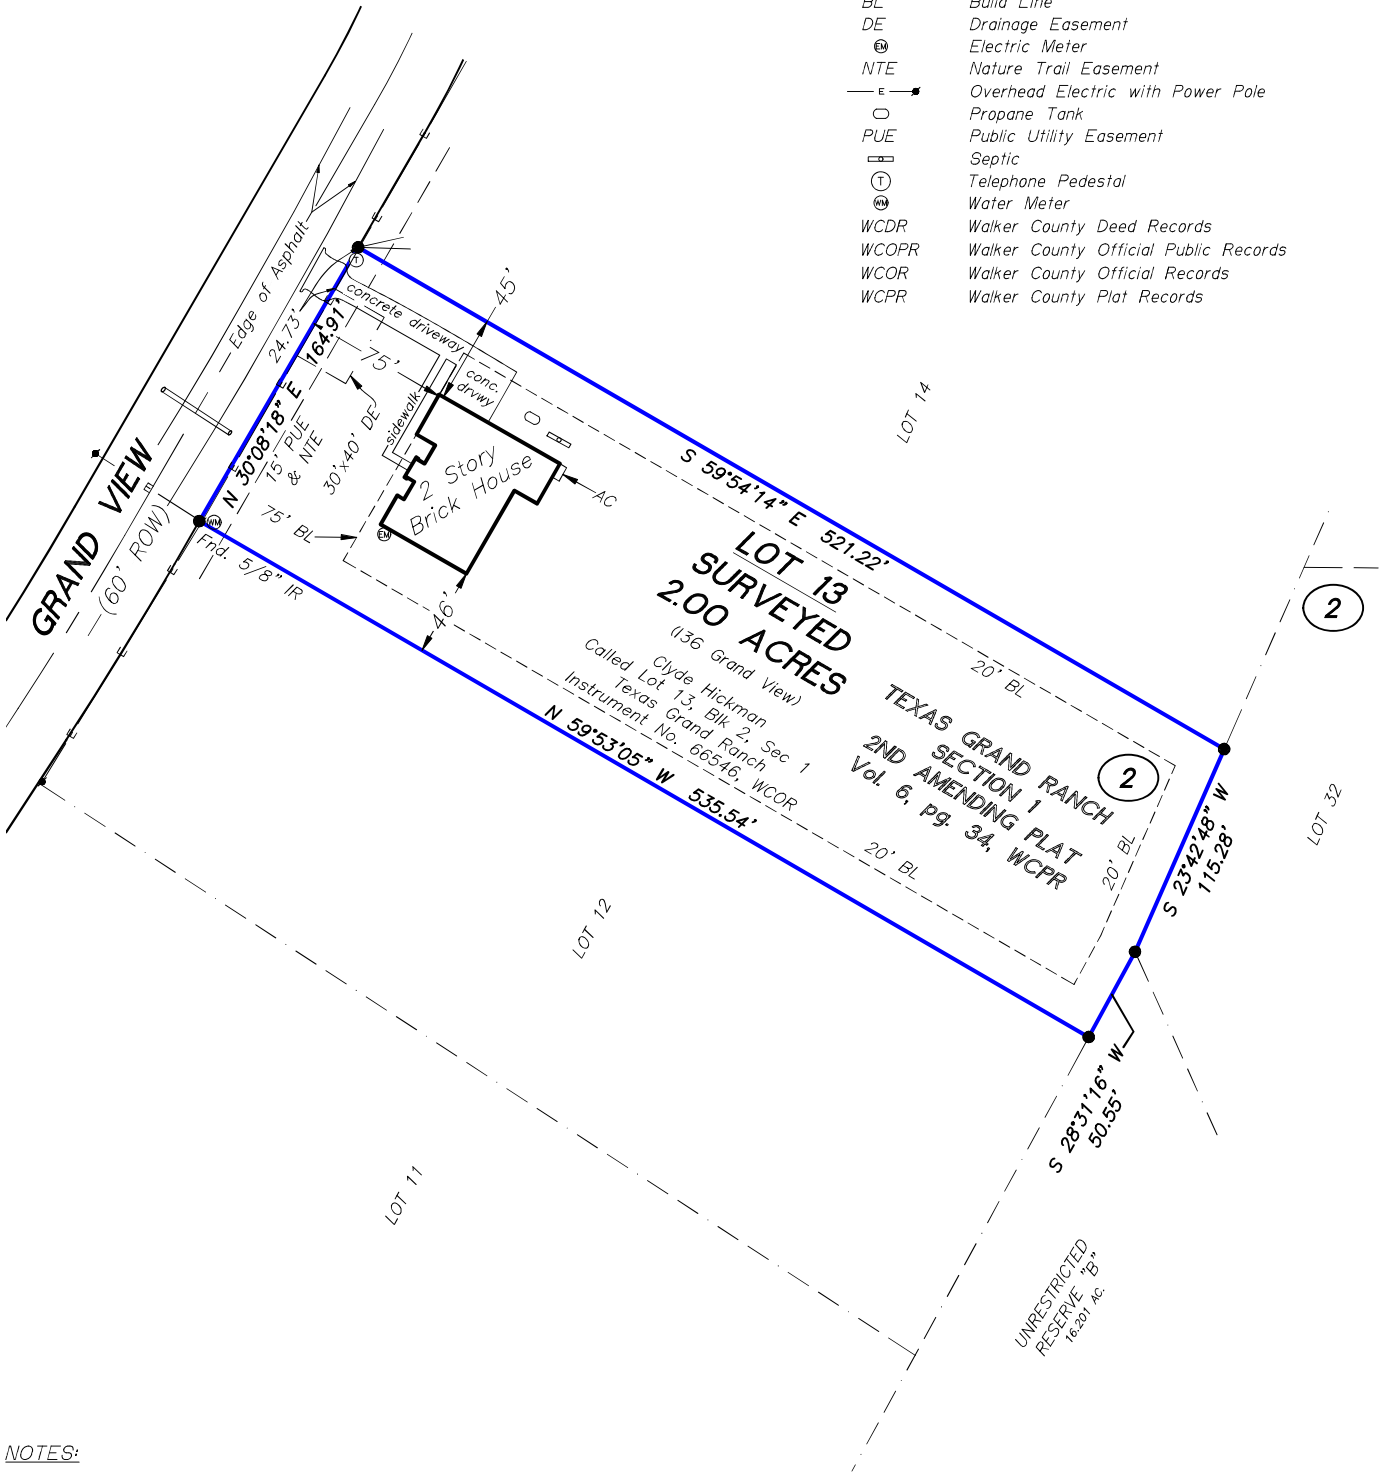 BL Build Line
DE Drainage Easement
EM Electric Meter
NTE Nature Trail Easement
E Overhead Electric with Power Pole
Propane Tank
PUE Public Utility Easement
Septic
T Telephone Pedestal
WM Water Meter
WCDR Walker County Deed Records
WCOPR Walker County Official Public Records
WCOR Walker County Official Records
WCPR Walker County Plat Records
Edge of Asphalt
24.73'
T
concrete driveway
45'
N 30°08'18" E 164.91'
75'
conc.
drvwy
sidewalk
15' PUE
& NTE
30'x40' DE
2 Story
Brick House
AC
75' BL
EM
WM
GRAND VIEW
(60' ROW)
Fnd. 5/8" IR
46'
LOT 14
S 59°54'14" E 521.22'
LOT 13
SURVEYED
2.00 ACRES
(136 Grand View)
Clyde Hickman
Called Lot 13, Blk 2, Sec 1
Texas Grand Ranch
Instrument No. 66546, WCOR
N 59°53'05" W 535.54'
20' BL
TEXAS GRAND RANCH
SECTION 1
2ND AMENDING PLAT
Vol. 6, pg. 34, WCPR
2
2
20' BL
20' BL
S 23°42'48" W
115.28'
LOT 32
LOT 12
S 28°31'16" W
50.55'
LOT 11
UNRESTRICTED
RESERVE "B"
16.201 AC.
E
E
E
E
E
E
E
E
E
NOTES: